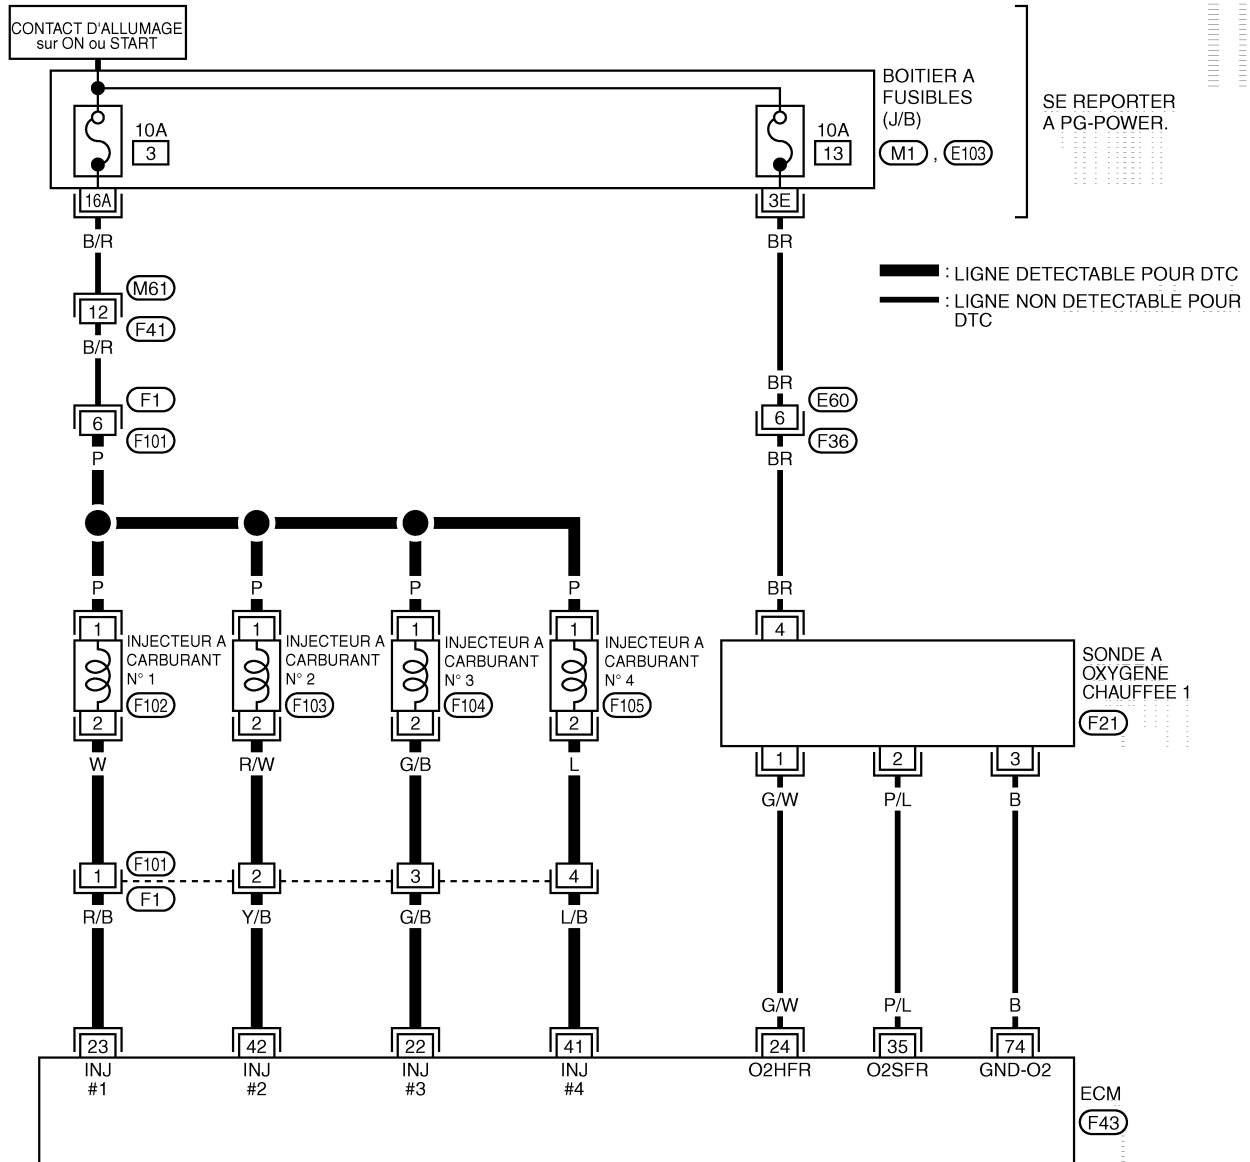 CONTACT D'ALLUMAGE
sur ON ou START
BOITIER A
FUSIBLES
(J/B)
M1 , E103
SE REPORTER
A PG-POWER.
10A
3
10A
13
16A
3E
B/R
BR
: LIGNE DETECTABLE POUR DTC
: LIGNE NON DETECTABLE POUR
DTC
M61
12
F41
B/R
BR
F1
6
F101
E60
6
F36
P
BR
P
P
P
P
BR
1
1
1
1
4
INJECTEUR A
CARBURANT
N° 1
F102
INJECTEUR A
CARBURANT
N° 2
F103
INJECTEUR A
CARBURANT
N° 3
F104
INJECTEUR A
CARBURANT
N° 4
F105
SONDE A
OXYGENE
CHAUFFEE 1
F21
2
2
2
2
1
2
3
W
R/W
G/B
L
G/W
P/L
B
F101
1
2
3
4
F1
R/B
Y/B
G/B
L/B
G/W
P/L
B
23
42
22
41
24
35
74
INJ
#1
INJ
#2
INJ
#3
INJ
#4
O2HFR
O2SFR
GND-O2
ECM
F43